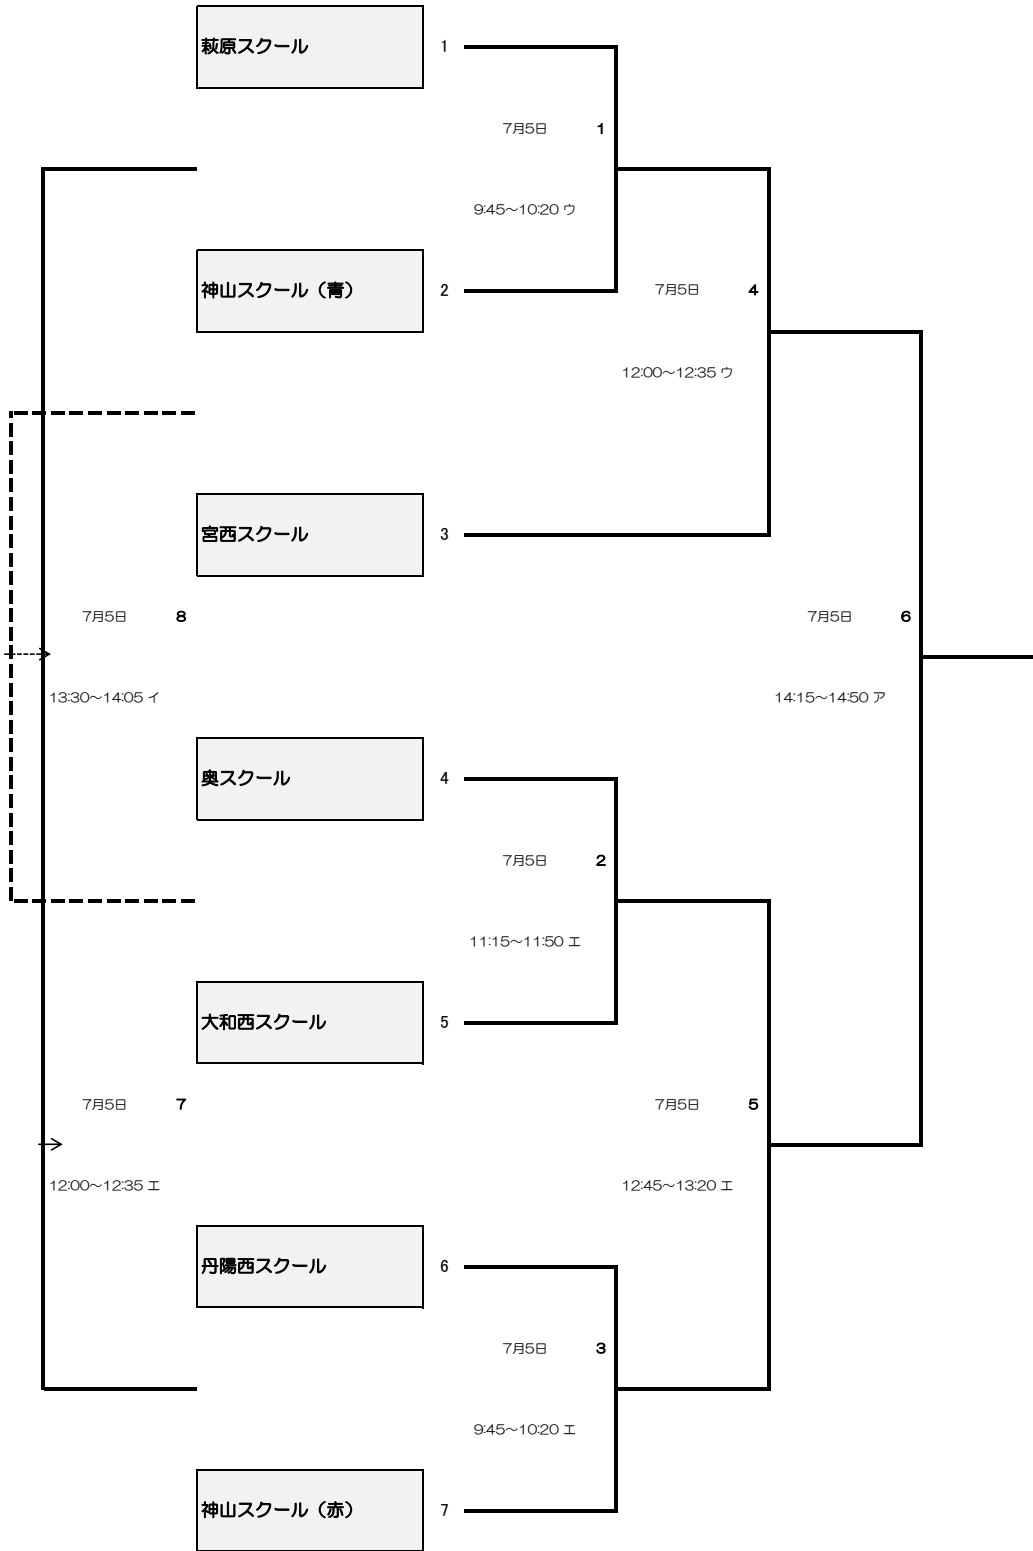 萩原スクール 1
7月5日 1
9:45～10:20 ウ
神山スクール（青） 2
7月5日 4
12:00～12:35 ウ
宮西スクール 3
7月5日 8
7月5日 6
13:30～14:05 イ
14:15～14:50 ア
奥スクール 4
7月5日 2
11:15～11:50 エ
大和西スクール 5
7月5日 7
7月5日 5
12:00～12:35 エ
12:45～13:20 エ
丹陽西スクール 6
7月5日 3
9:45～10:20 エ
神山スクール（赤） 7